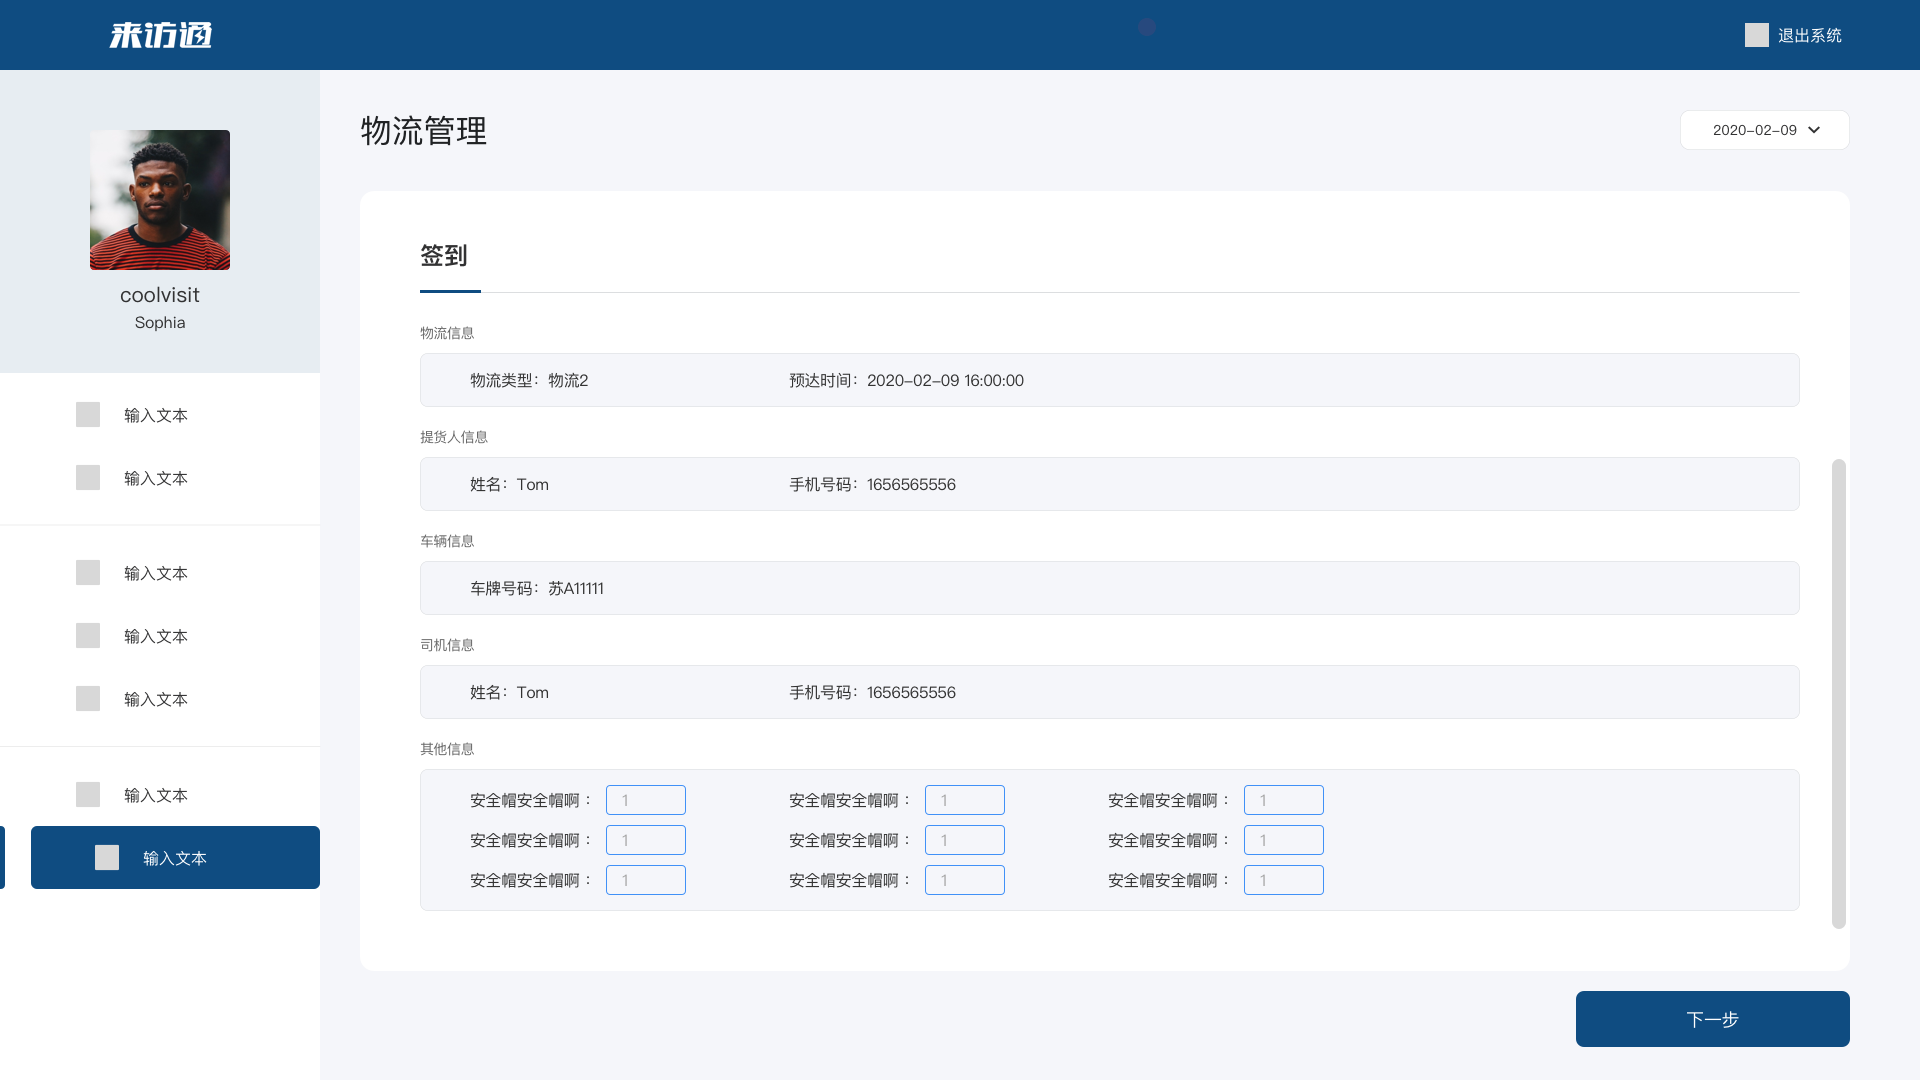 来访通
退出系统
coolvisit
Sophia
输入文本
输入文本
输入文本
输入文本
输入文本
输入文本
输入文本
物流管理
2020-02-09
签到
物流信息
物流类型：物流2 预达时间：2020-02-09 16:00:00
提货人信息
姓名：Tom 手机号码：1656565556
车辆信息
车牌号码：苏A11111
司机信息
姓名：Tom 手机号码：1656565556
其他信息
安全帽安全帽啊： 1 安全帽安全帽啊： 1 安全帽安全帽啊： 1
安全帽安全帽啊： 1 安全帽安全帽啊： 1 安全帽安全帽啊： 1
安全帽安全帽啊： 1 安全帽安全帽啊： 1 安全帽安全帽啊： 1
下一步